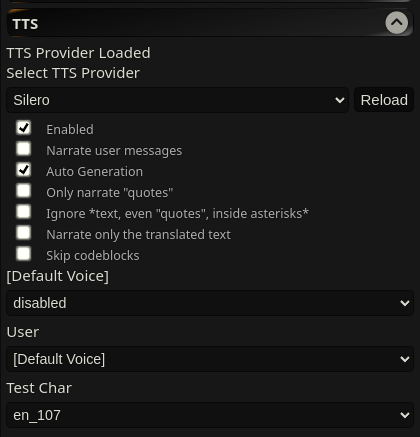 TTS
TTS Provider Loaded
Select TTS Provider
Silero Reload
Enabled
Narrate user messages
Auto Generation
Only narrate "quotes"
Ignore *text, even "quotes", inside asterisks*
Narrate only the translated text
Skip codeblocks
[Default Voice]
disabled
User
[Default Voice]
Test Char
en_107